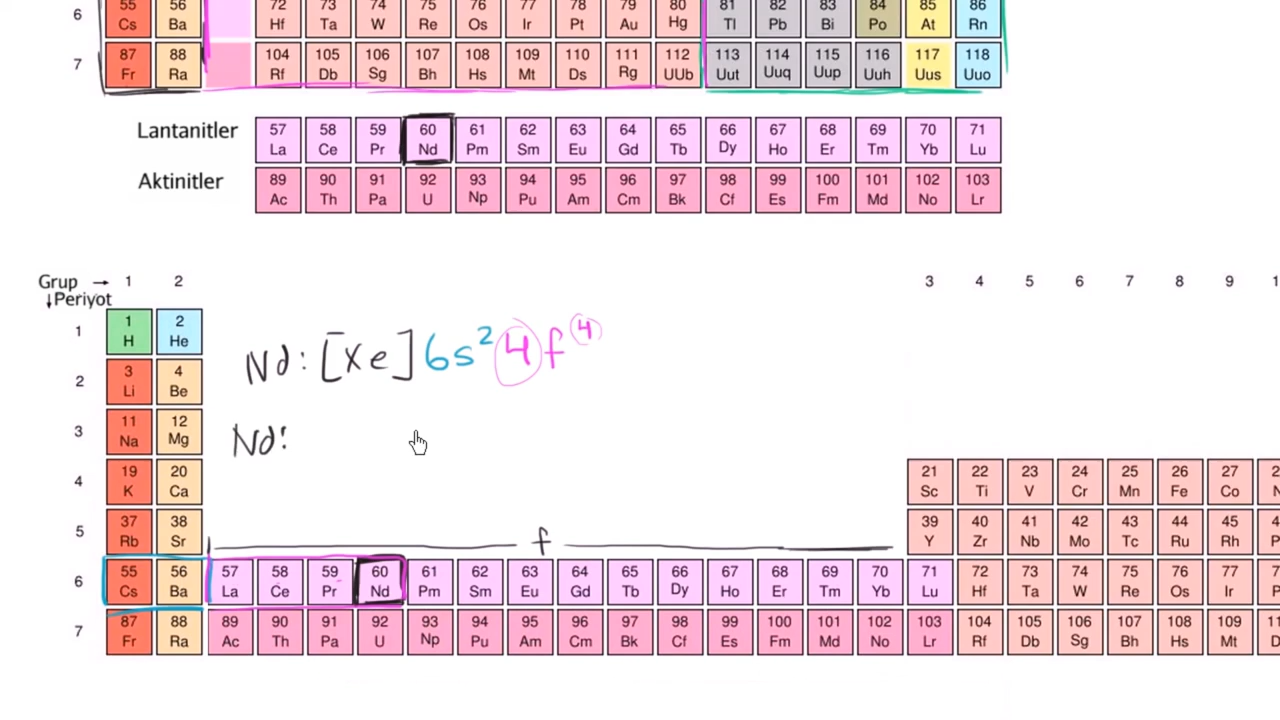 6 55 56 72 73 74 75 76 77 78 79 80 81 82 83 84 85 86
Cs Ba Hf Ta W Re Os Ir Pt Au Hg Tl Pb Bi Po At Rn
7 87 88 104 105 106 107 108 109 110 111 112 113 114 115 116 117 118
Fr Ra Rf Db Sg Bh Hs Mt Ds Rg UUb Uut Uuq Uup Uuh Uus Uuo
Lantanitler 57 58 59 60 61 62 63 64 65 66 67 68 69 70 71
La Ce Pr Nd Pm Sm Eu Gd Tb Dy Ho Er Tm Yb Lu
Aktinitler 89 90 91 92 93 94 95 96 97 98 99 100 101 102 103
Ac Th Pa U Np Pu Am Cm Bk Cf Es Fm Md No Lr
Grup → 1 2 3 4 5 6 7 8 9
↓Periyot
1 1 2
H He
Nd: [Xe] 6s² 4f⁴
2 3 4
Li Be
3 11 12
Na Mg
Nd:
4 19 20 21 22 23 24 25 26 27
K Ca Sc Ti V Cr Mn Fe Co
5 37 38 39 40 41 42 43 44 45
Rb Sr Y Zr Nb Mo Tc Ru Rh
f
6 55 56 57 58 59 60 61 62 63 64 65 66 67 68 69 70 71 72 73 74 75 76 77
Cs Ba La Ce Pr Nd Pm Sm Eu Gd Tb Dy Ho Er Tm Yb Lu Hf Ta W Re Os Ir
7 87 88 89 90 91 92 93 94 95 96 97 98 99 100 101 102 103 104 105 106 107 108 109
Fr Ra Ac Th Pa U Np Pu Am Cm Bk Cf Es Fm Md No Lr Rf Db Sg Bh Hs Mt